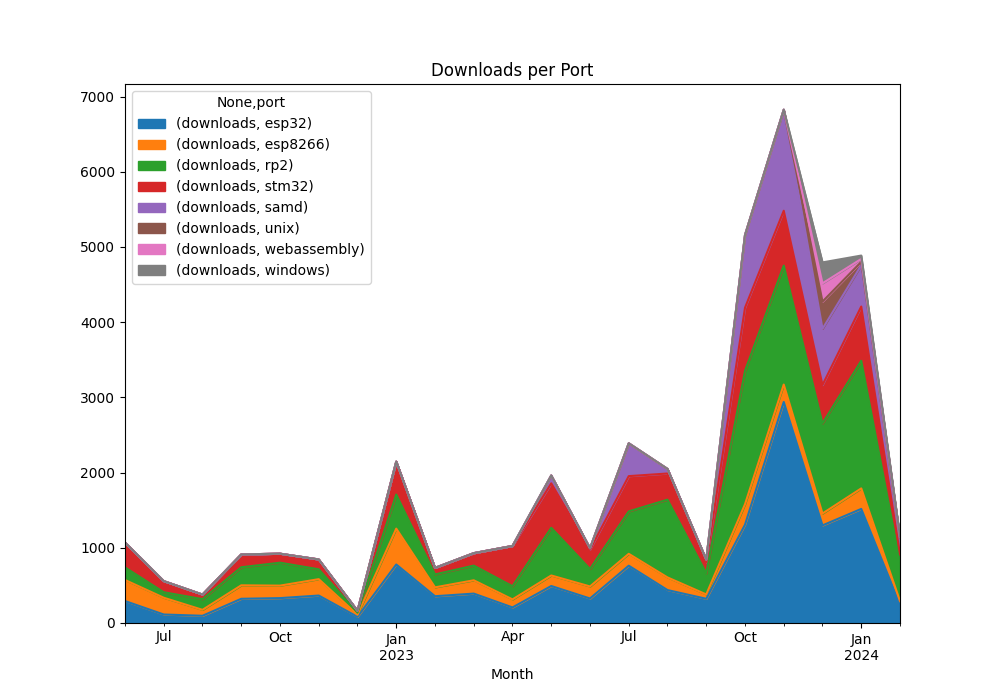 Downloads per Port
7000
6000
5000
4000
3000
2000
1000
0
None,port
(downloads, esp32)
(downloads, esp8266)
(downloads, rp2)
(downloads, stm32)
(downloads, samd)
(downloads, unix)
(downloads, webassembly)
(downloads, windows)
Jul Oct Jan Apr Jul Oct Jan
2023 2024
Month